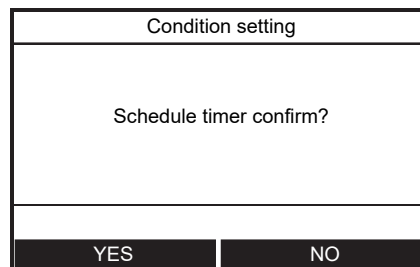 Condition setting
Schedule timer confirm?
YES NO